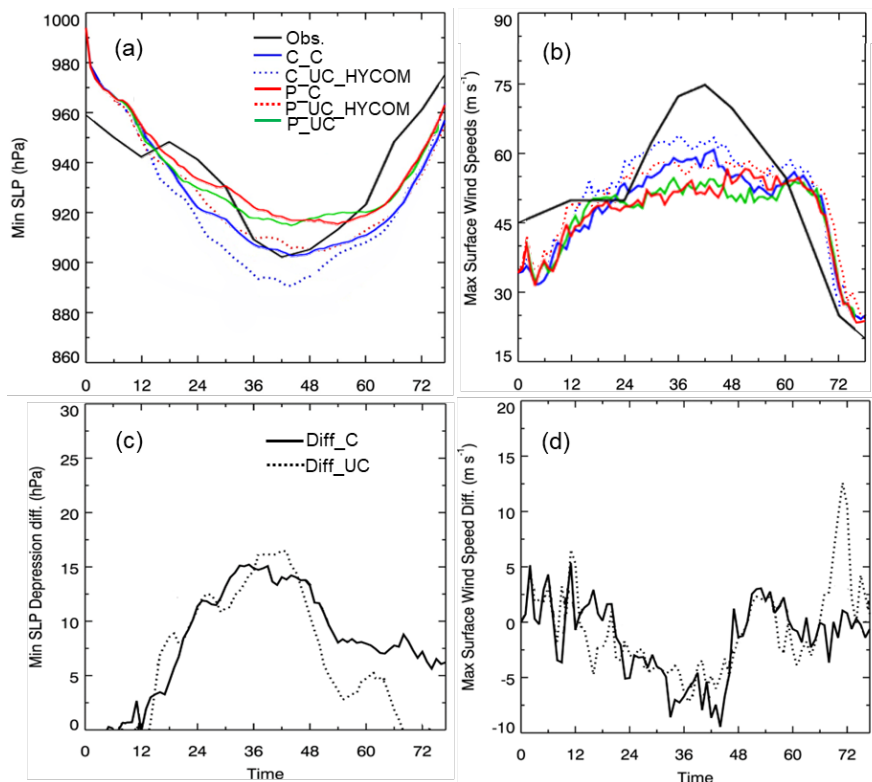 (a)
Obs.
C_C
C_UC_HYCOM
P_C
P_UC_HYCOM
P_UC
Min SLP (hPa)
1000
980
960
940
920
900
880
860
0 12 24 36 48 60 72
(b)
Max Surface Wind Speeds (m s⁻¹)
90
75
60
45
30
15
0 12 24 36 48 60 72
(c)
Diff_C
Diff_UC
Min SLP Depression diff. (hPa)
30
25
20
15
10
5
0
0 12 24 36 48 60 72
Time
(d)
Max Surface Wind Speed Diff. (m s⁻¹)
20
15
10
5
0
-5
-10
0 12 24 36 48 60 72
Time